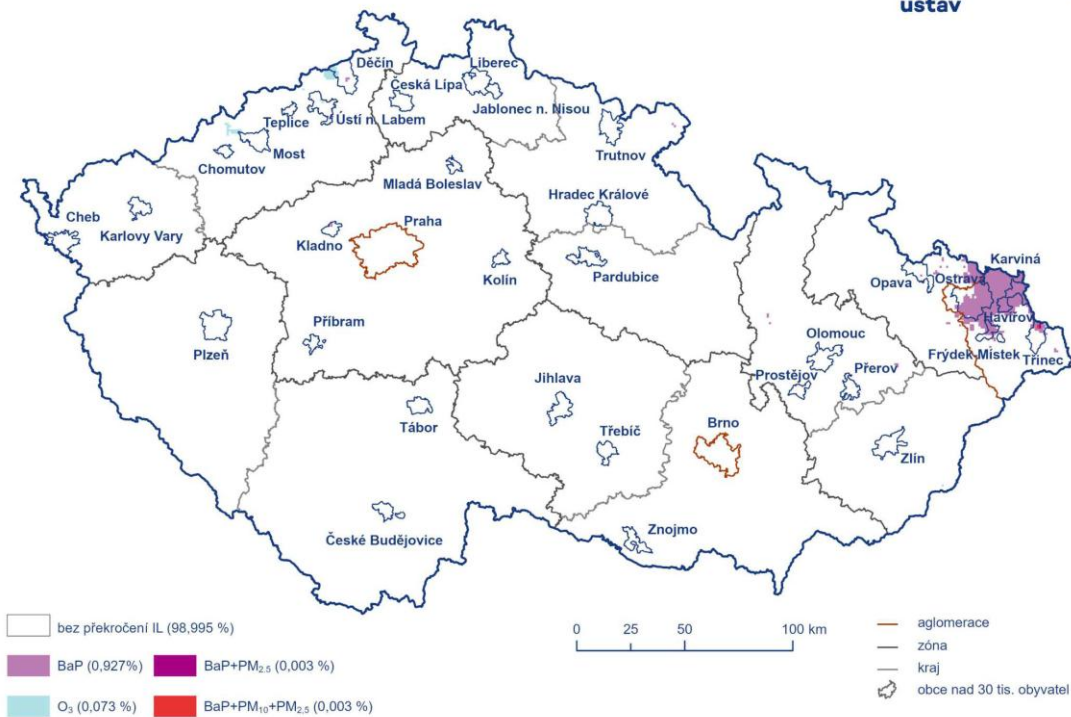 ústav
Děčín
Liberec
Česká Lípa
Jablonec n. Nisou
Teplice
Ústí n. Labem
Most
Chomutov
Trutnov
Mladá Boleslav
Hradec Králové
Cheb
Karlovy Vary
Praha
Kladno
Kolín
Pardubice
Karviná
Opava
Ostrava
Havířov
Příbram
Plzeň
Olomouc
Frýdek-Místek
Třinec
Prostějov
Přerov
Jihlava
Tábor
Třebíč
Brno
Zlín
České Budějovice
Znojmo
bez překročení IL (98,995 %)
BaP (0,927%)
BaP+PM₂.₅ (0,003 %)
O₃ (0,073 %)
BaP+PM₁₀+PM₂,₅ (0,003 %)
0 25 50 100 km
aglomerace
zóna
kraj
obce nad 30 tis. obyvatel